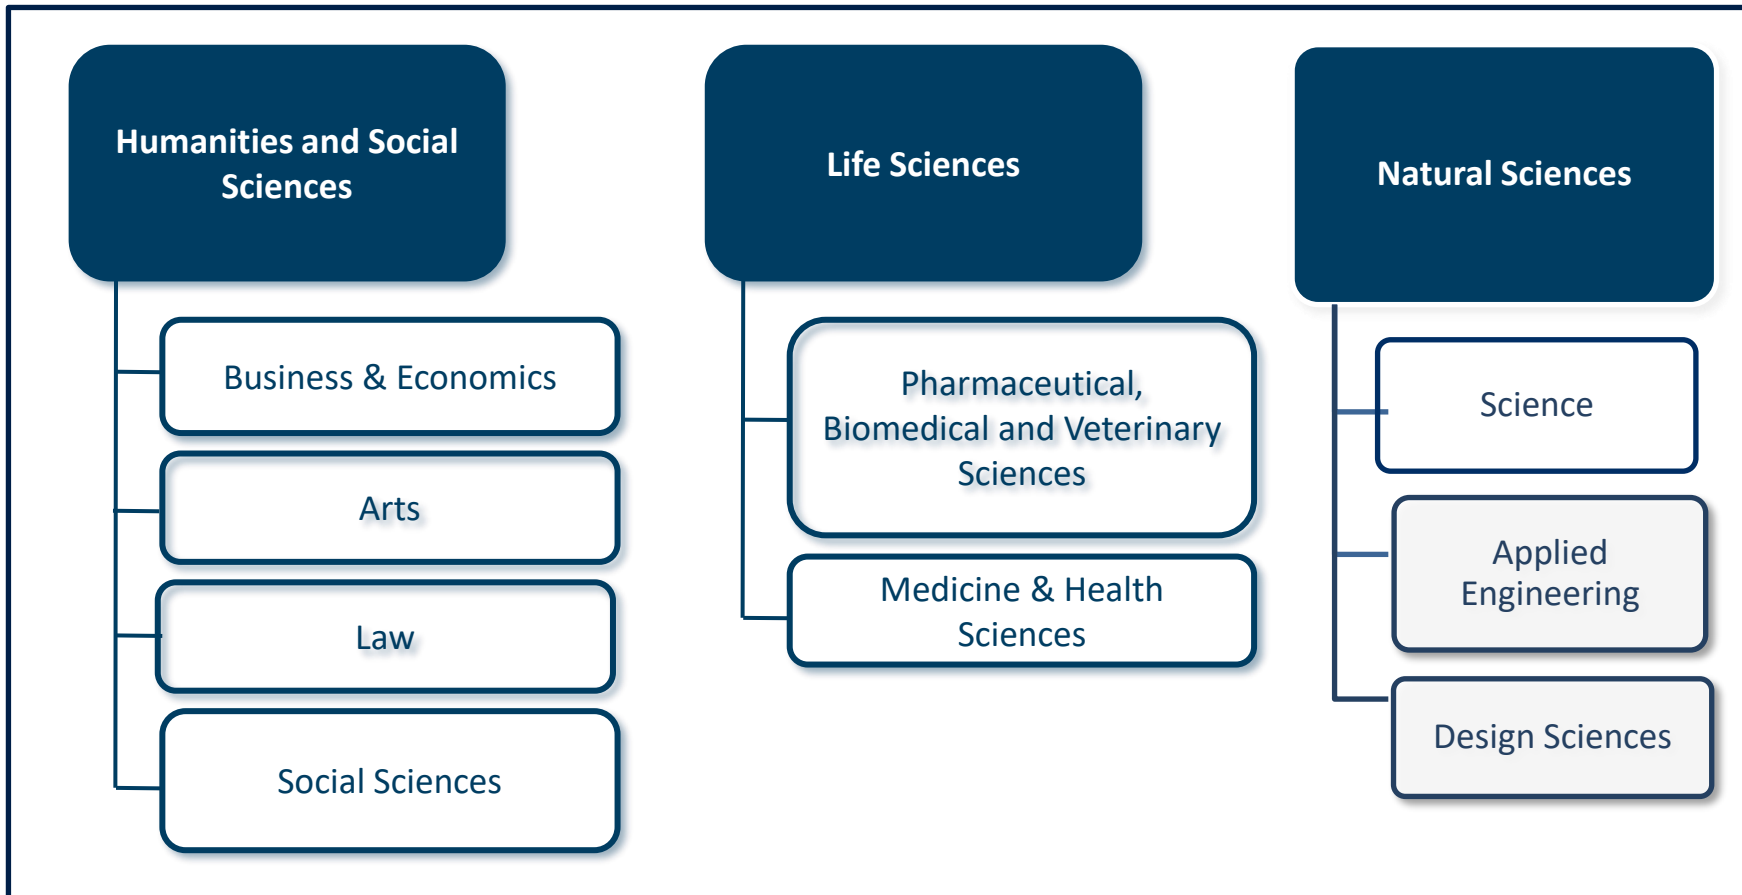 Humanities and Social
Sciences
Business & Economics
Arts
Law
Social Sciences
Life Sciences
Pharmaceutical,
Biomedical and Veterinary
Sciences
Medicine & Health
Sciences
Natural Sciences
Science
Applied
Engineering
Design Sciences